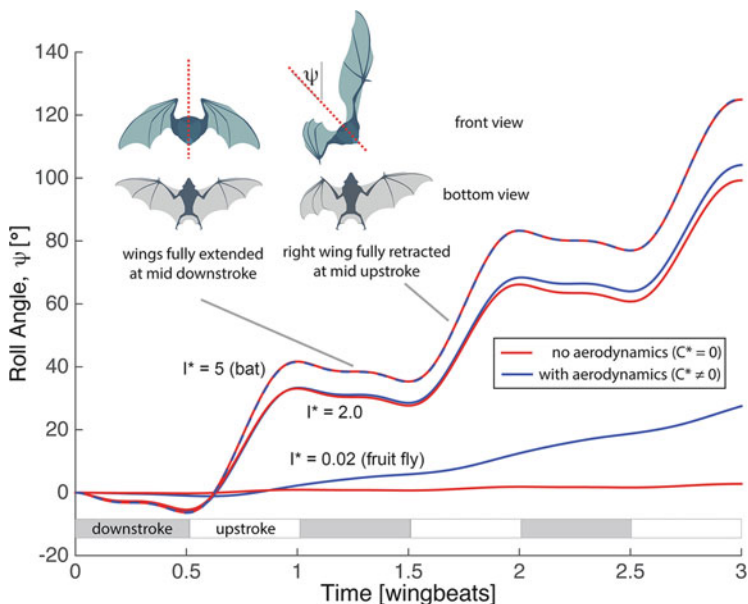 140
120
100
80
60
40
20
0
-20
Roll Angle, ψ [°]
ψ
front view
bottom view
wings fully extended
at mid downstroke
right wing fully retracted
at mid upstroke
I* = 5 (bat)
I* = 2.0
I* = 0.02 (fruit fly)
no aerodynamics (C* = 0)
with aerodynamics (C* ≠ 0)
downstroke
upstroke
0
0.5
1
1.5
2
2.5
3
Time [wingbeats]